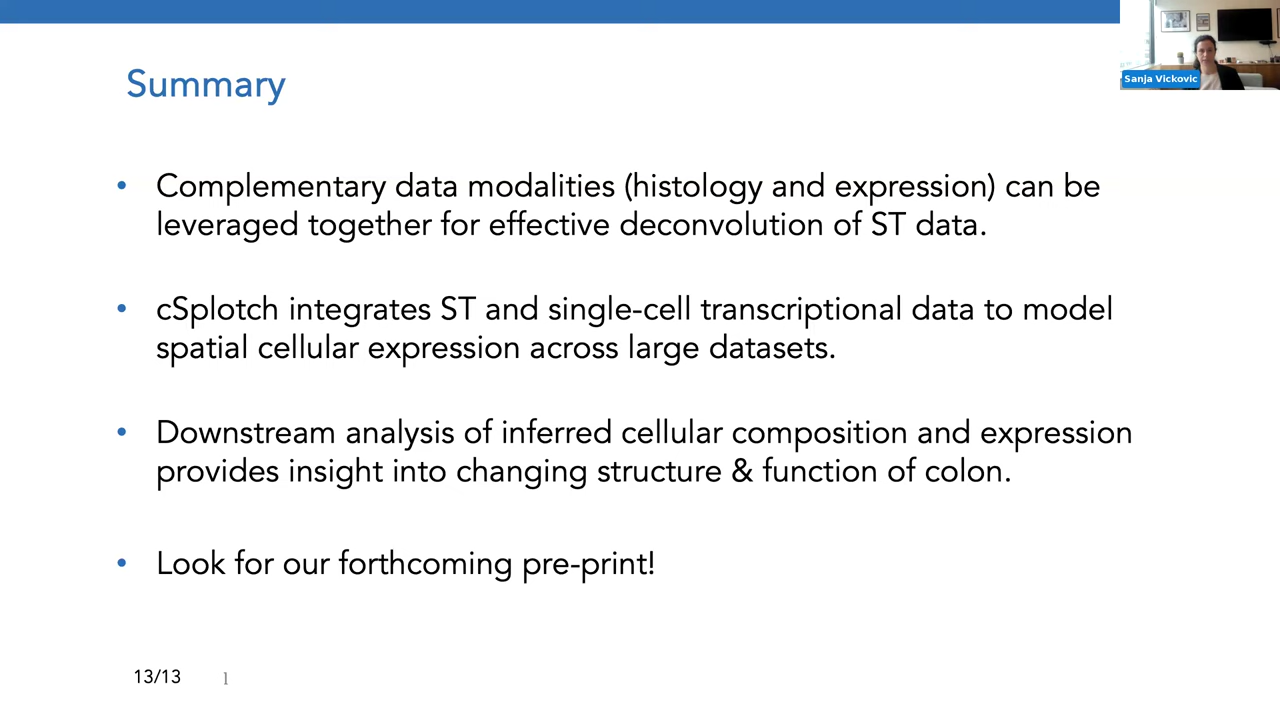 Sanja Vickovic
Summary
• Complementary data modalities (histology and expression) can be
leveraged together for effective deconvolution of ST data.
• cSplotch integrates ST and single-cell transcriptional data to model
spatial cellular expression across large datasets.
• Downstream analysis of inferred cellular composition and expression
provides insight into changing structure & function of colon.
• Look for our forthcoming pre-print!
13/13 1